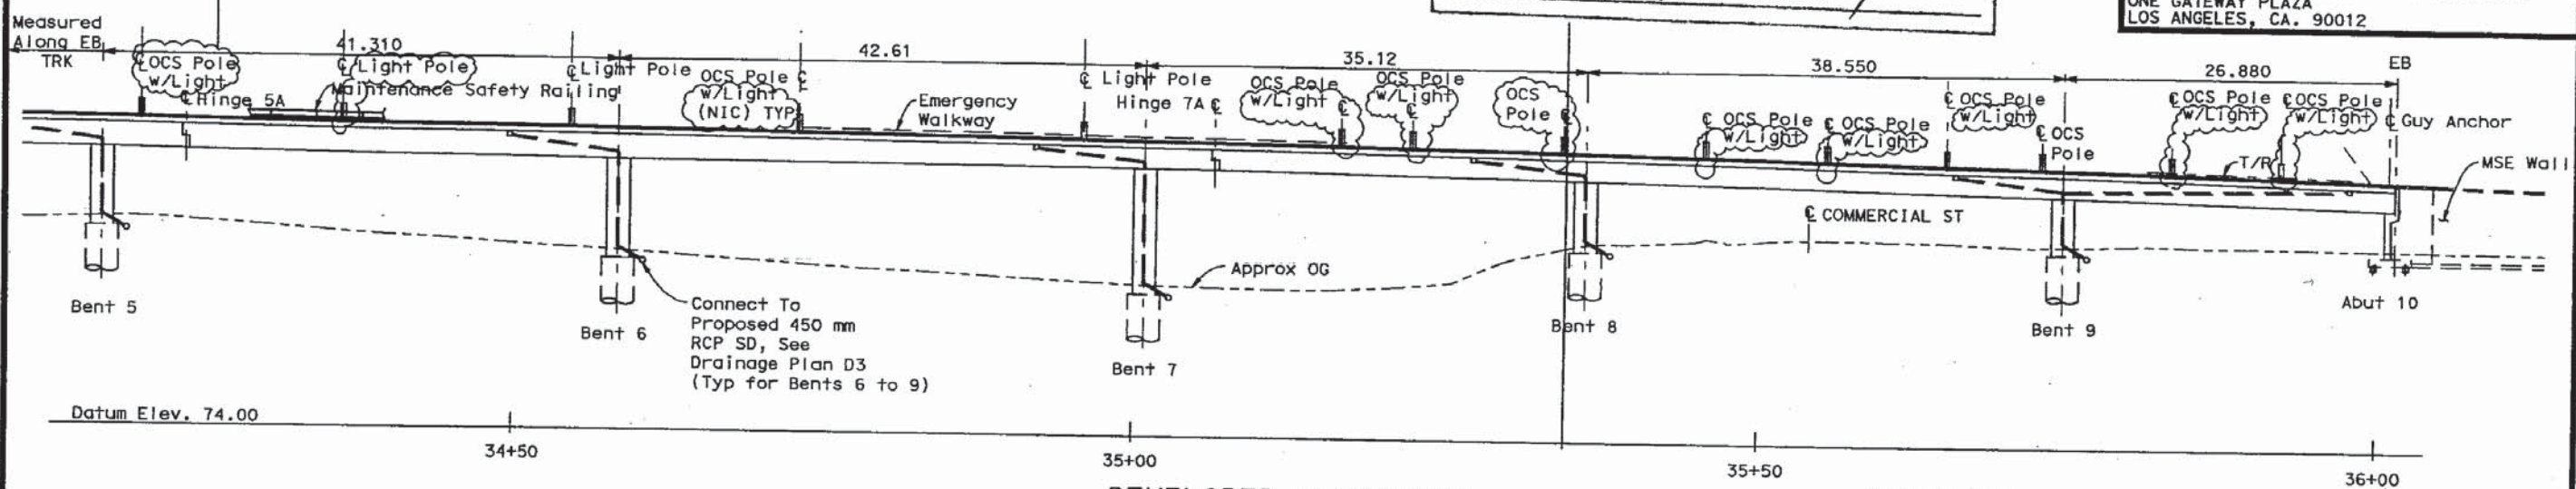 ONE GATEWAY PLAZA
LOS ANGELES, CA. 90012
Measured
Along EB
TRK
41.310
42.61
35.12
38.550
26.880
EB
℄ OCS Pole
W/Light
℄ Hinge 5A
℄ Light Pole
Maintenance Safety Railing
℄ Light Pole
OCS Pole ℄
W/Light
(NIC) TYP
Emergency
Walkway
℄ Light Pole
Hinge 7A ℄
OCS Pole
W/Light ℄
OCS Pole
W/Light
℄
OCS
Pole ℄
℄ OCS Pole
W/Light
℄ OCS Pole
W/Light
℄ OCS Pole
W/Light
℄ OCS
Pole
℄ OCS Pole
W/Light
℄ OCS Pole
W/Light
℄ Guy Anchor
T/R
MSE Wall
℄ COMMERCIAL ST
Approx OG
Bent 5
Bent 6
Connect To
Proposed 450 mm
RCP SD, See
Drainage Plan D3
(Typ for Bents 6 to 9)
Bent 7
Bent 8
Bent 9
Abut 10
Datum Elev. 74.00
34+50
35+00
35+50
36+00